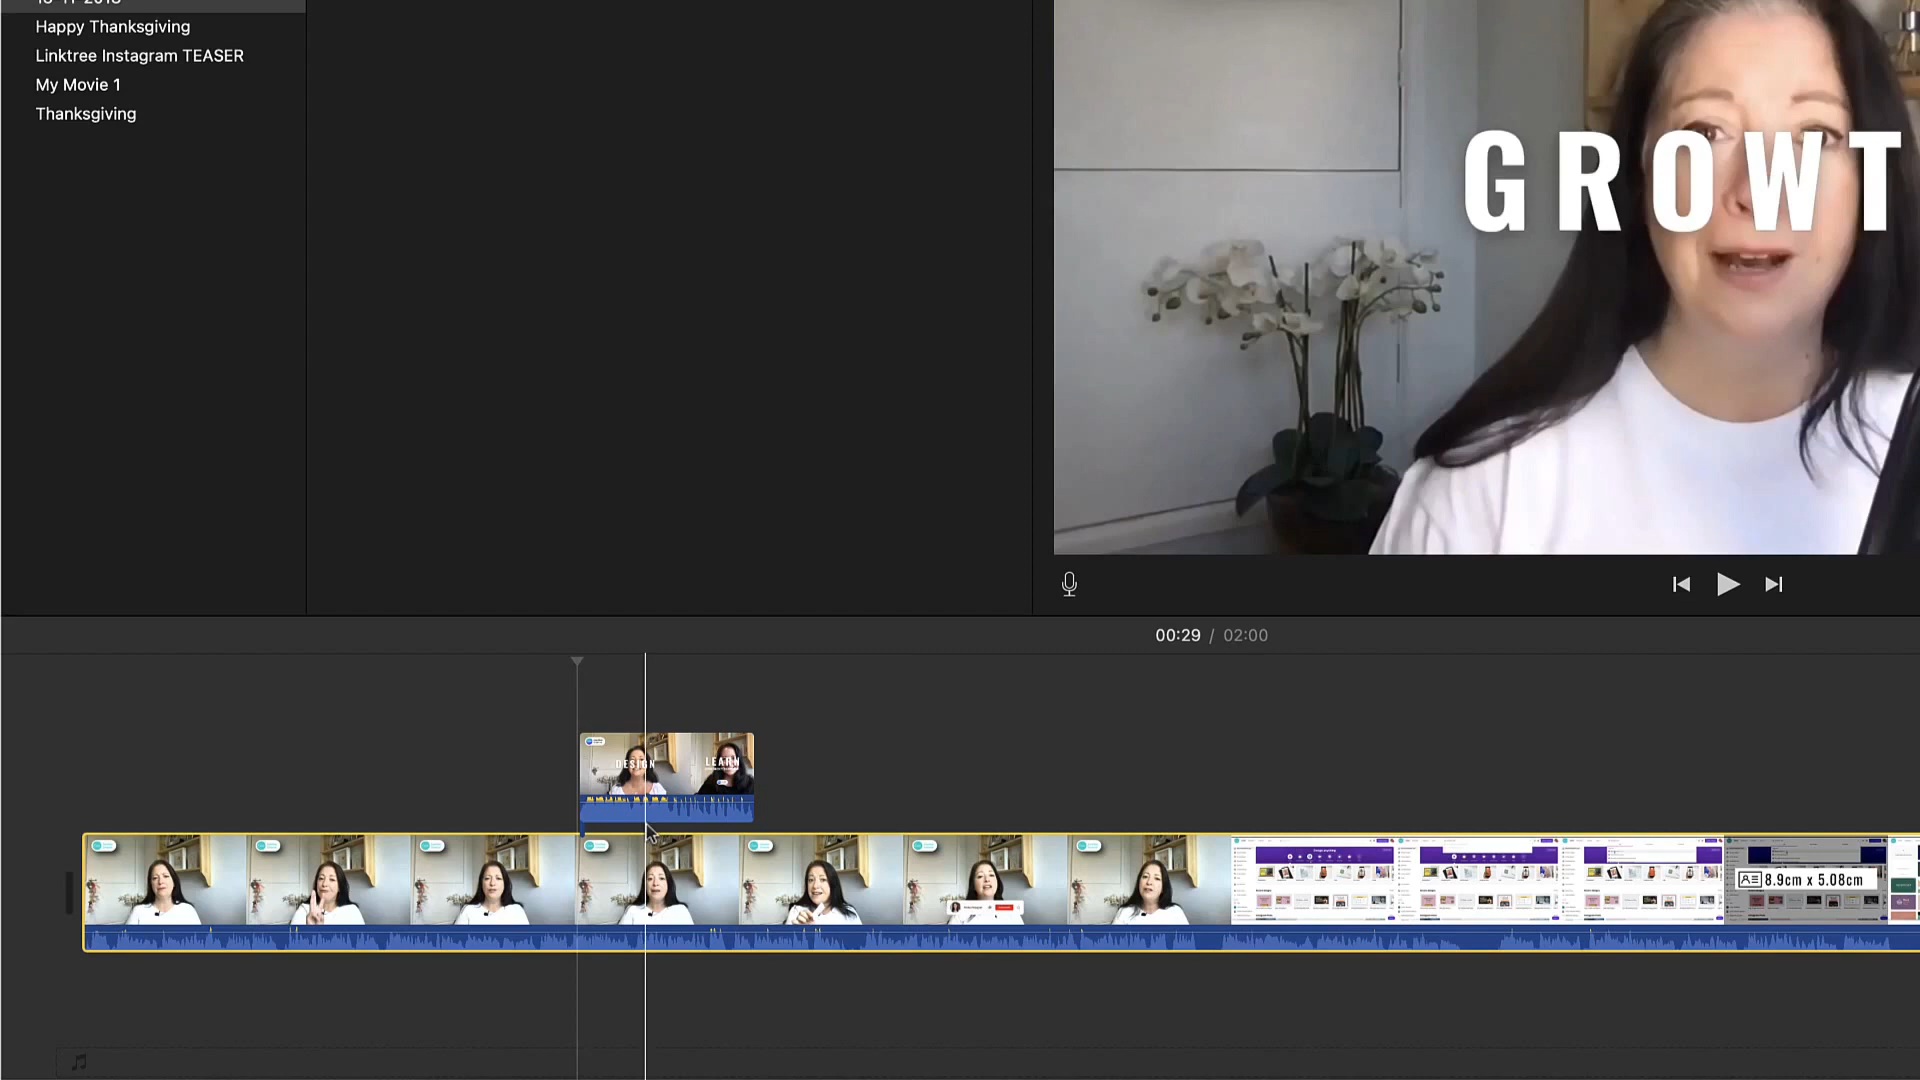 Happy Thanksgiving
Linktree Instagram TEASER
My Movie 1
Thanksgiving
GROWT
00:29 / 02:00
DESIGN
LEARN
8.9cm x 5.08cm